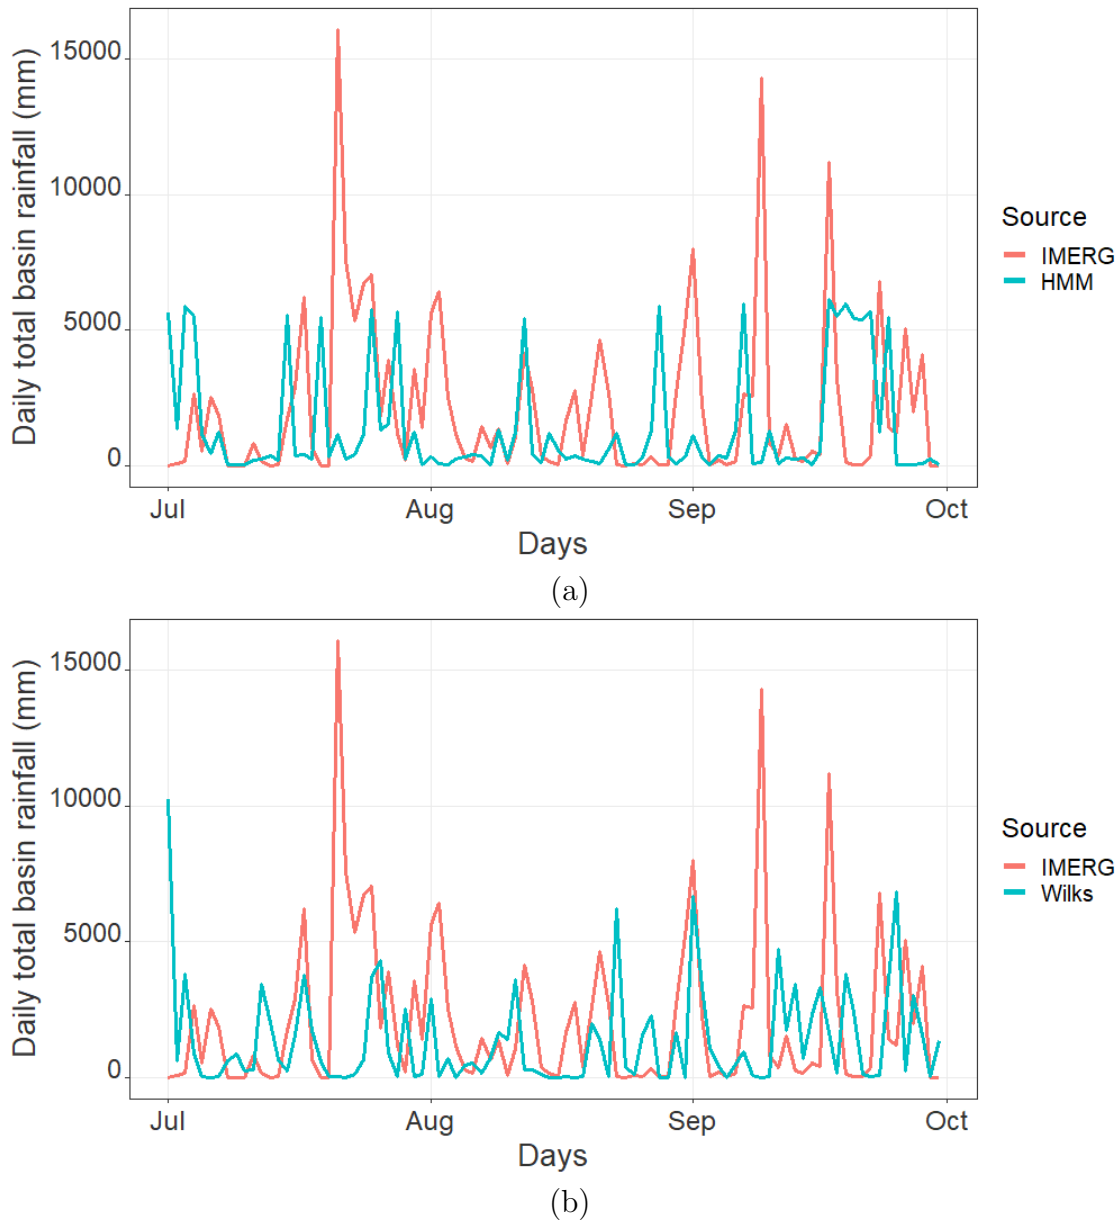 Daily total basin rainfall (mm)
15000
10000
5000
0
Jul
Aug
Sep
Oct
Days
Source
IMERG
HMM
(a)
Daily total basin rainfall (mm)
15000
10000
5000
0
Jul
Aug
Sep
Oct
Days
Source
IMERG
Wilks
(b)